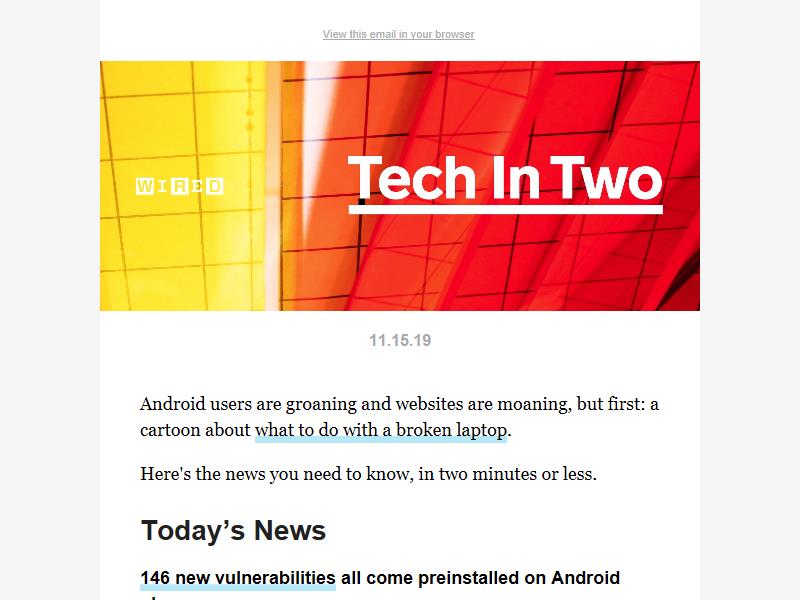 View this email in your browser
WIRED
Tech In Two
11.15.19
Android users are groaning and websites are moaning, but first: a
cartoon about what to do with a broken laptop.
Here's the news you need to know, in two minutes or less.
Today’s News
146 new vulnerabilities all come preinstalled on Android